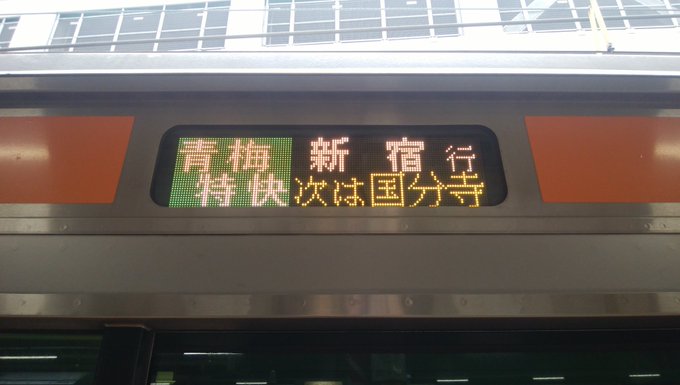 青梅 新宿行
特快 次は国分寺